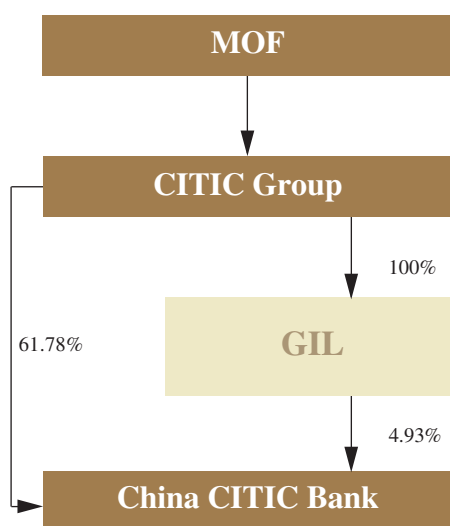 MOF
CITIC Group
100%
61.78%
GIL
4.93%
China CITIC Bank